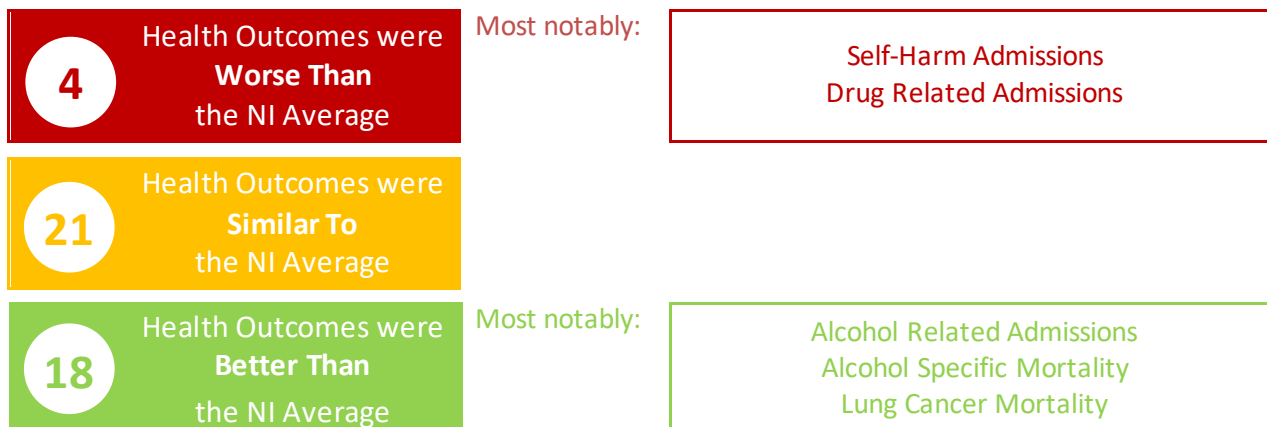 4
Health Outcomes were
Worse Than
the NI Average
Most notably:
Self-Harm Admissions
Drug Related Admissions
21
Health Outcomes were
Similar To
the NI Average
18
Health Outcomes were
Better Than
the NI Average
Most notably:
Alcohol Related Admissions
Alcohol Specific Mortality
Lung Cancer Mortality